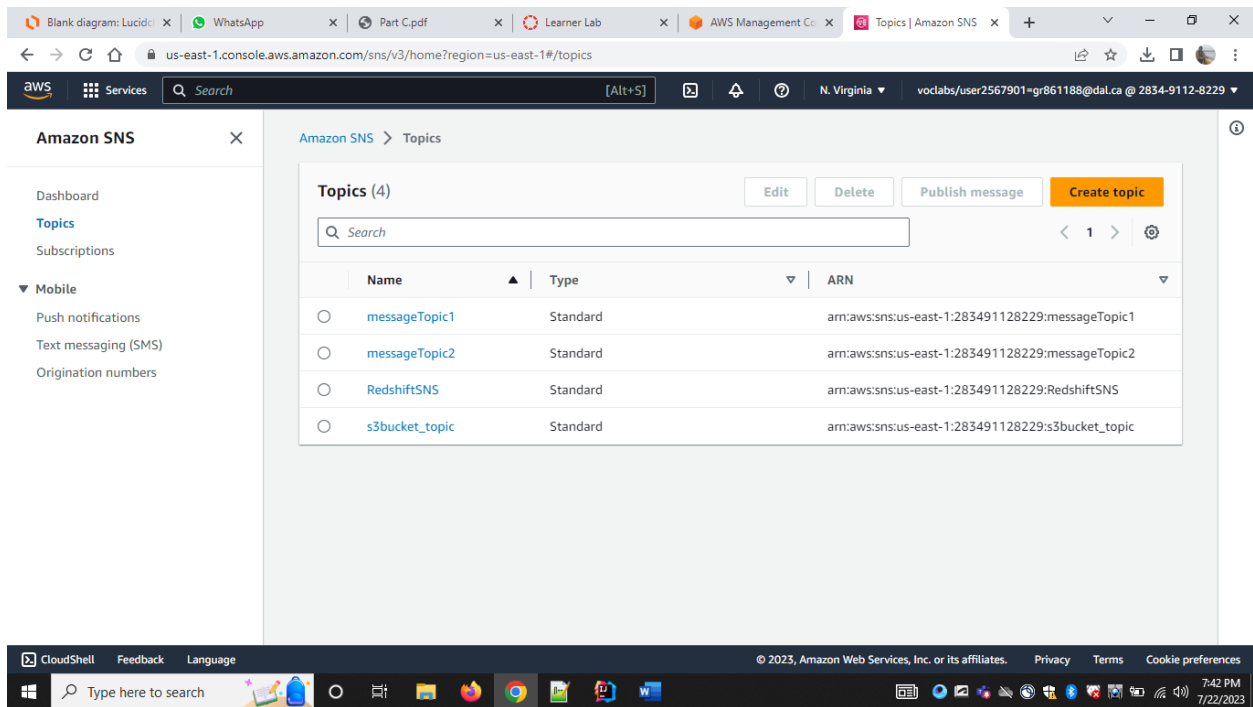 Blank diagram: Lucidc
WhatsApp
Part C.pdf
Learner Lab
AWS Management Co
Topics | Amazon SNS
us-east-1.console.aws.amazon.com/sns/v3/home?region=us-east-1#/topics
aws
Services
Search
[Alt+S]
N. Virginia
voclabs/user2567901=gr861188@dal.ca @ 2834-9112-8229
Amazon SNS
Dashboard
Topics
Subscriptions
Mobile
Push notifications
Text messaging (SMS)
Origination numbers
Amazon SNS > Topics
Topics (4)
Edit
Delete
Publish message
Create topic
Search
1
Name Type ARN
messageTopic1 Standard arn:aws:sns:us-east-1:283491128229:messageTopic1
messageTopic2 Standard arn:aws:sns:us-east-1:283491128229:messageTopic2
RedshiftSNS Standard arn:aws:sns:us-east-1:283491128229:RedshiftSNS
s3bucket_topic Standard arn:aws:sns:us-east-1:283491128229:s3bucket_topic
CloudShell Feedback Language © 2023, Amazon Web Services, Inc. or its affiliates. Privacy Terms Cookie preferences
Type here to search
7:42 PM
7/22/2023